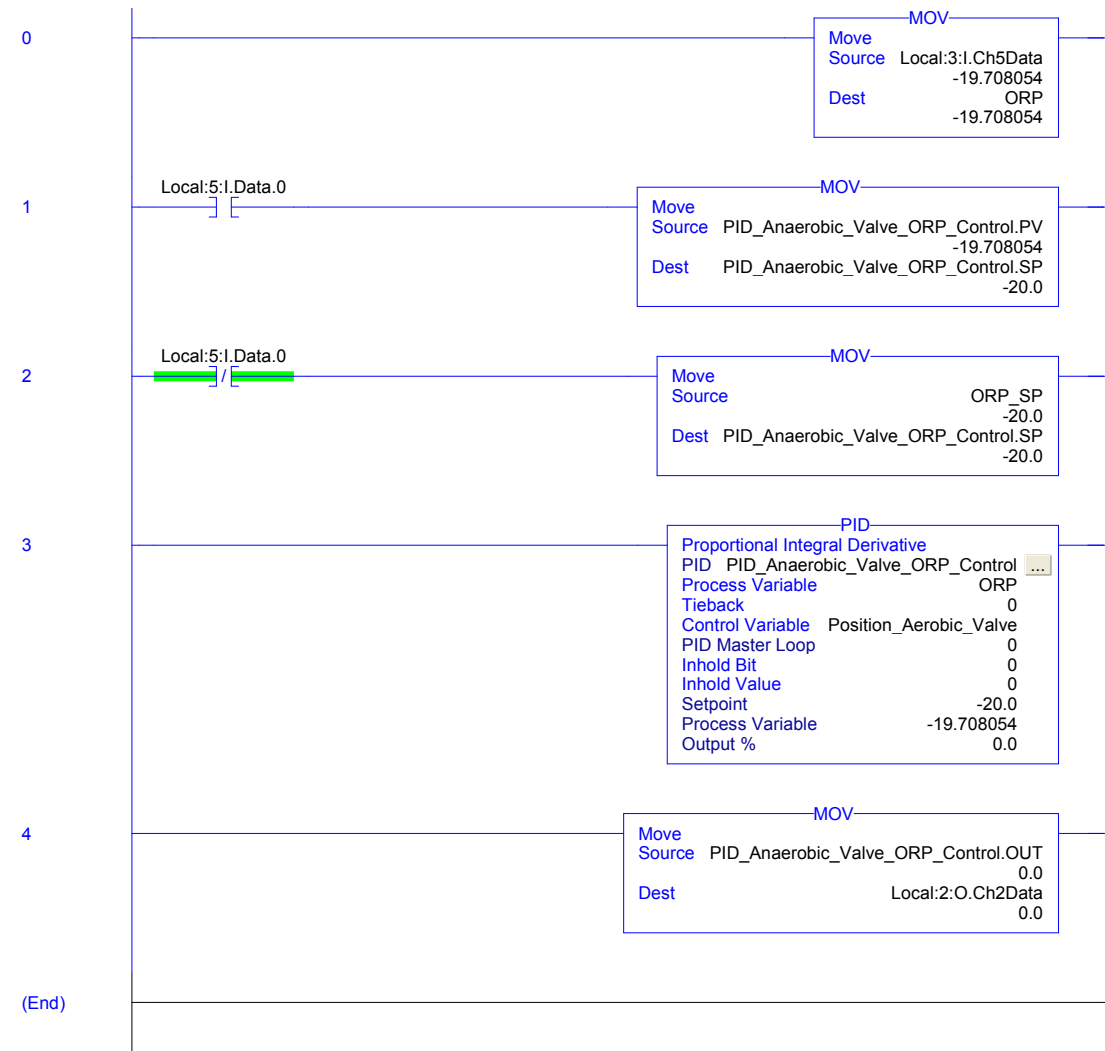 0
MOV
Move
Source Local:3:I.Ch5Data
-19.708054
Dest ORP
-19.708054
1
Local:5:I.Data.0
MOV
Move
Source PID_Anaerobic_Valve_ORP_Control.PV
-19.708054
Dest PID_Anaerobic_Valve_ORP_Control.SP
-20.0
2
Local:5:I.Data.0
/
MOV
Move
Source ORP_SP
-20.0
Dest PID_Anaerobic_Valve_ORP_Control.SP
-20.0
3
PID
Proportional Integral Derivative
PID PID_Anaerobic_Valve_ORP_Control ...
Process Variable ORP
Tieback 0
Control Variable Position_Aerobic_Valve
PID Master Loop 0
Inhold Bit 0
Inhold Value 0
Setpoint -20.0
Process Variable -19.708054
Output % 0.0
4
MOV
Move
Source PID_Anaerobic_Valve_ORP_Control.OUT
0.0
Dest Local:2:O.Ch2Data
0.0
(End)